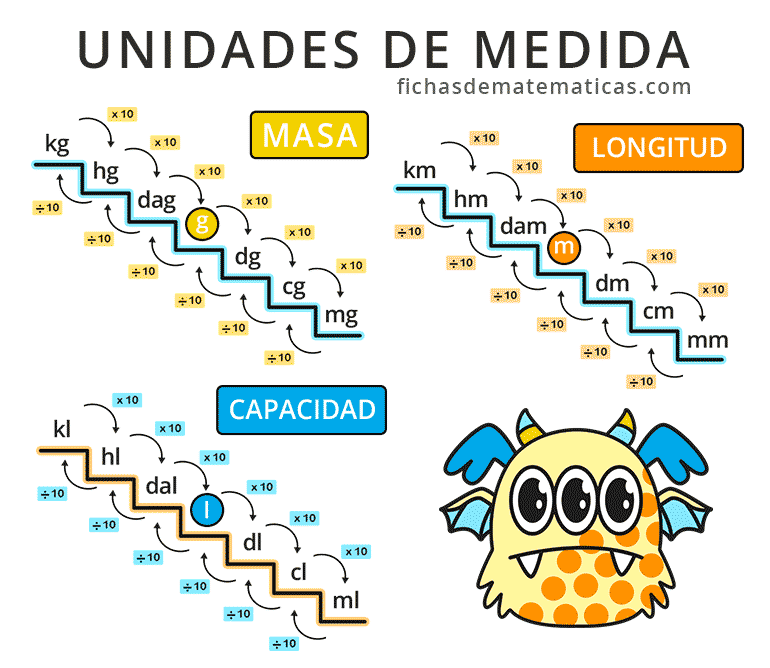 UNIDADES DE MEDIDA
fichasdematematicas.com
MASA
kg
x 10
hg
x 10
dag
x 10
g
x 10
dg
x 10
cg
x 10
mg
÷10
÷10
÷10
÷10
÷10
÷10
LONGITUD
km
x 10
hm
x 10
dam
x 10
m
x 10
dm
x 10
cm
x 10
mm
÷10
÷10
÷10
÷10
÷10
÷10
CAPACIDAD
kl
x 10
hl
x 10
dal
x 10
l
x 10
dl
x 10
cl
x 10
ml
÷10
÷10
÷10
÷10
÷10
÷10